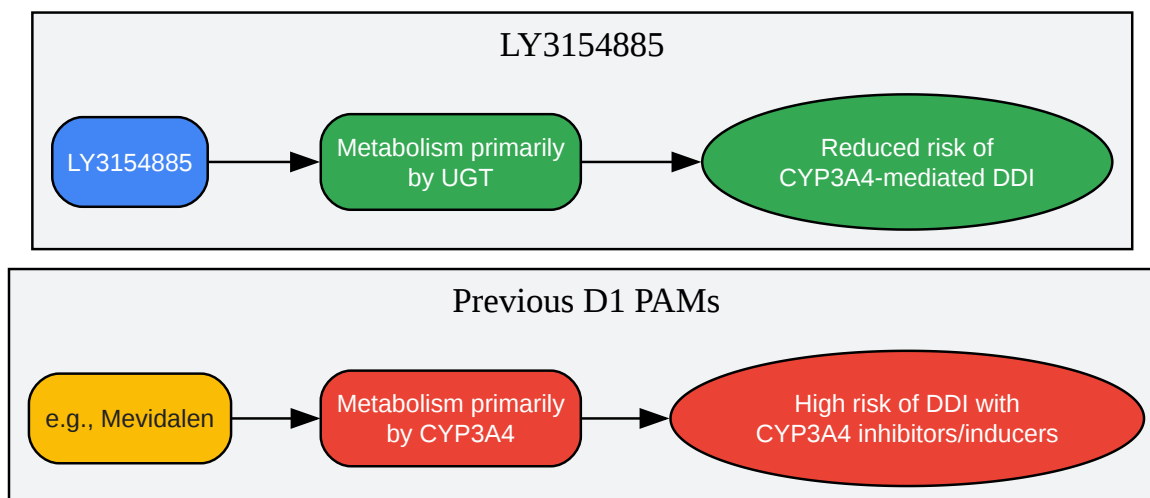 LY3154885
LY3154885
Metabolism primarily
by UGT
Reduced risk of
CYP3A4-mediated DDI
Previous D1 PAMs
e.g., Mevidalen
Metabolism primarily
by CYP3A4
High risk of DDI with
CYP3A4 inhibitors/inducers